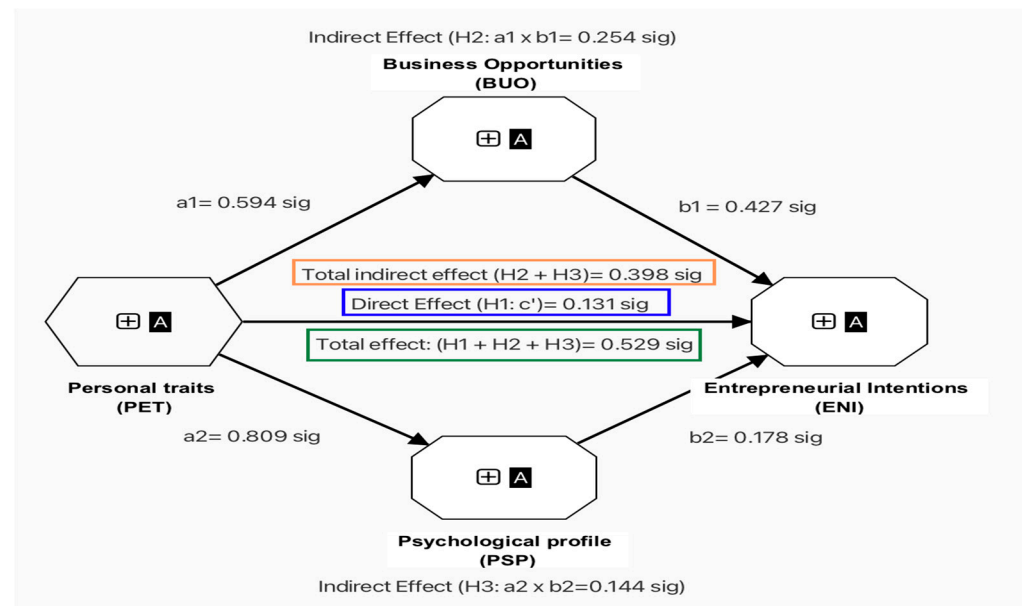 Indirect Effect (H2: a1 x b1= 0.254 sig)
Business Opportunities
(BUO)
A
a1= 0.594 sig
b1 = 0.427 sig
Total indirect effect (H2 + H3)= 0.398 sig
Direct Effect (H1: c')= 0.131 sig
A
A
Total effect: (H1 + H2 + H3)= 0.529 sig
Personal traits
(PET)
Entrepreneurial Intentions
(ENI)
a2= 0.809 sig
b2= 0.178 sig
A
Psychological profile
(PSP)
Indirect Effect (H3: a2 x b2=0.144 sig)